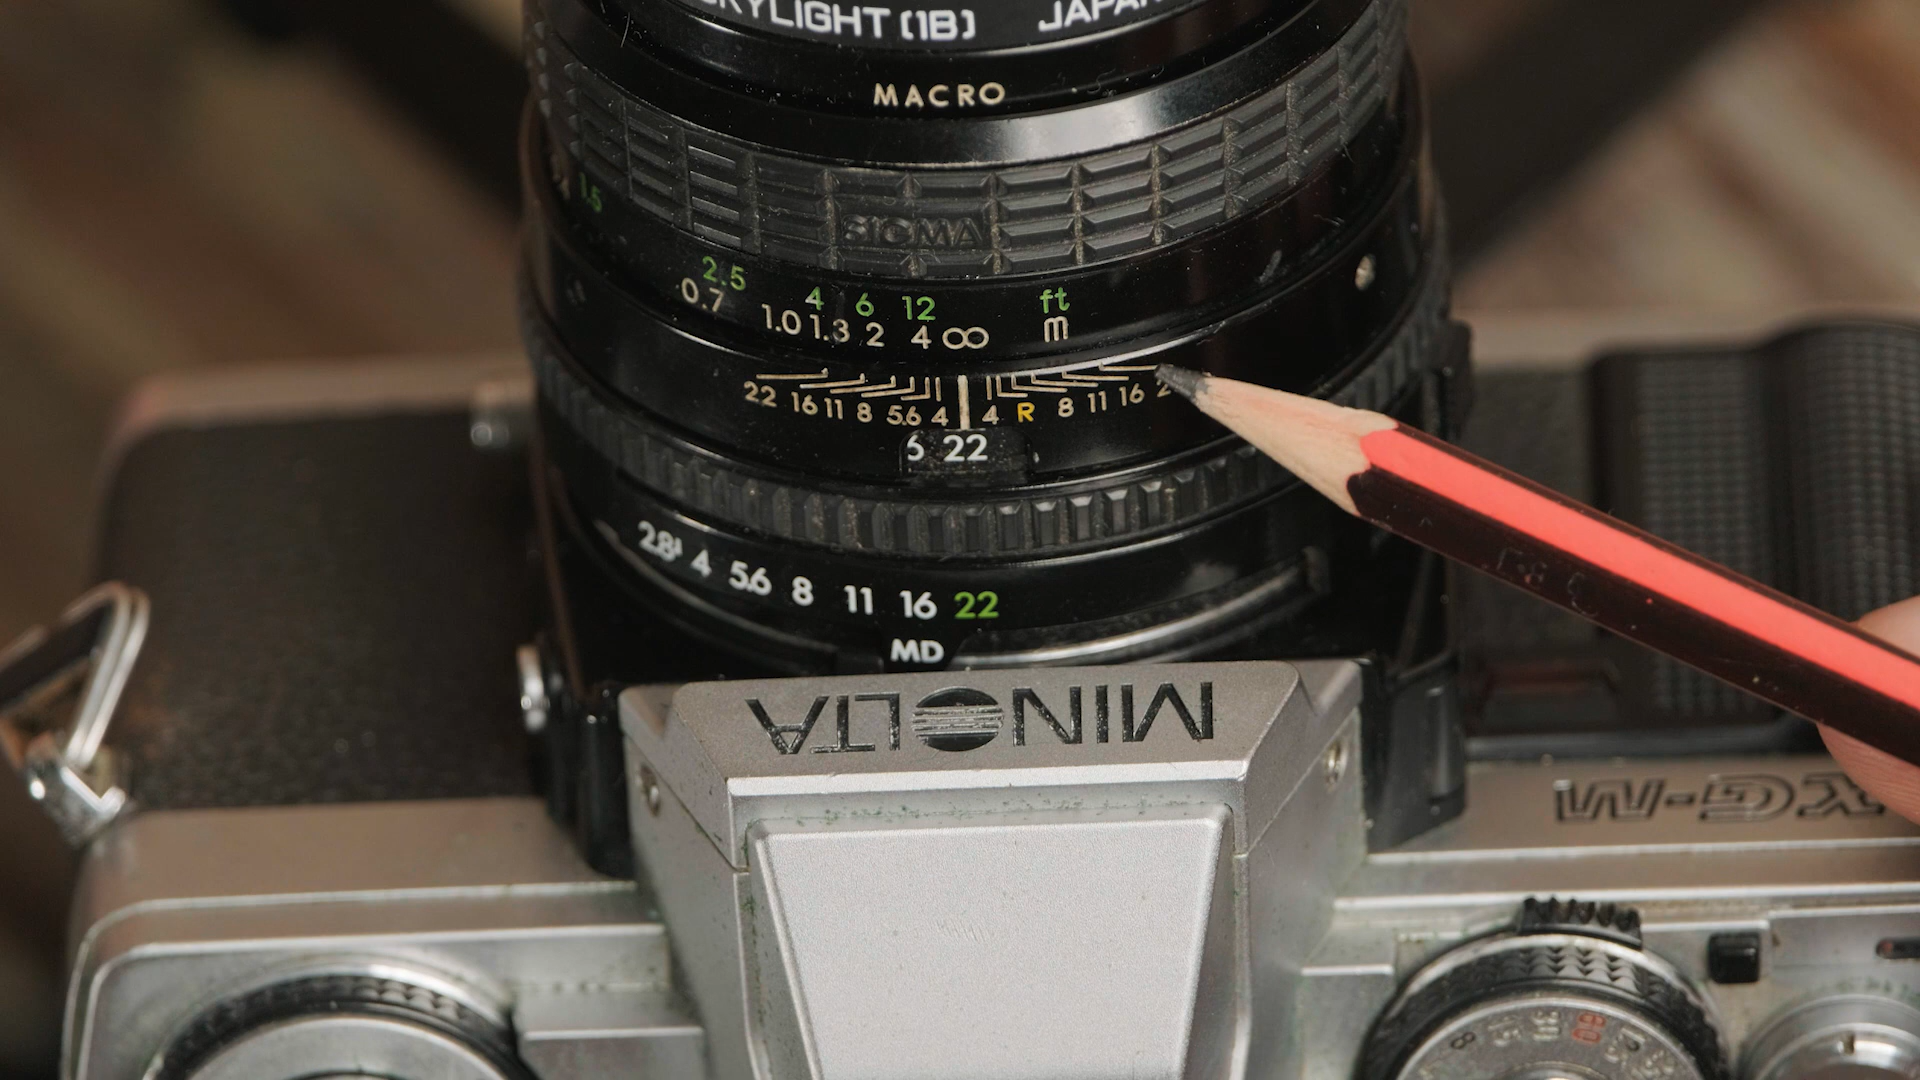 SKYLIGHT (1B) JAPAN
MACRO
SIGMA
1.5
2.5 4 6 12 ft
0.7 1.0 1.3 2 4 ∞ m
22 16 11 8 5.6 4 4 R 8 11 16
22
2.8 4 5.6 8 11 16 22
MD
MINOLTA
XG-M